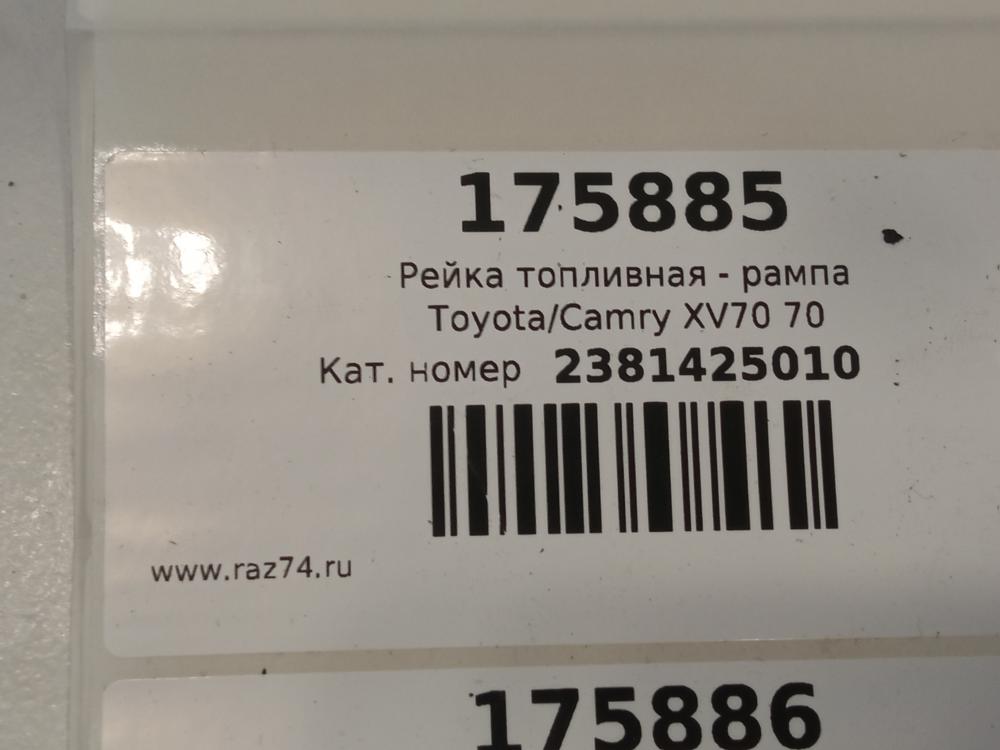 175885
Рейка топливная - рампа
Toyota/Camry XV70 70
Кат. номер 2381425010
www.raz74.ru
175886